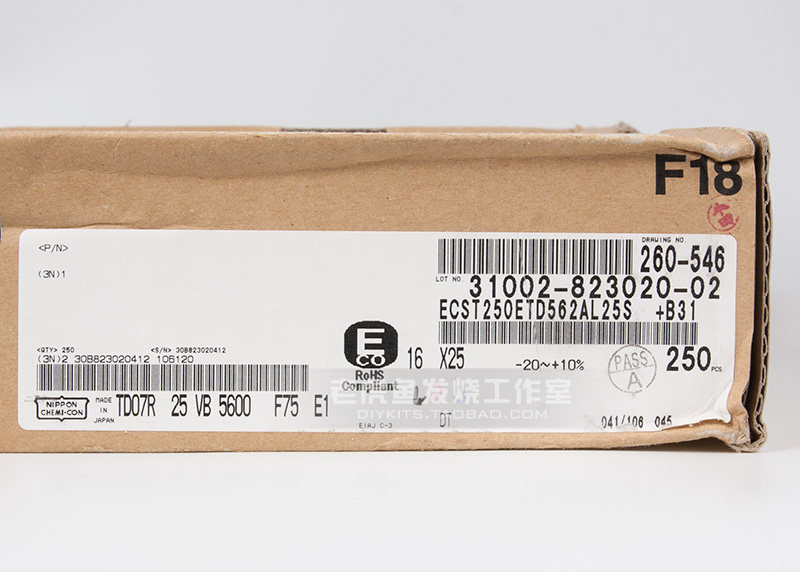 F18
<P/N>
DRAWING NO.
260-546
(3N)1
LOT NO.
31002-823020-02
ECST250ETD562AL25S +B31
<QTY> 250 <S/N> 30B823020412
(3N)2 30B823020412 106120
E
CO
RoHS
Compliant
16 X25 -20~+10% PASS A 250 PCS.
NIPPON
CHEMI-CON
MADE
IN
JAPAN
TD07R 25 VB 5600 F75 E1
老虎鱼发烧工作室
DIYKITS.TAOBAO.COM
EIAJ C-3
DT
041/106 045